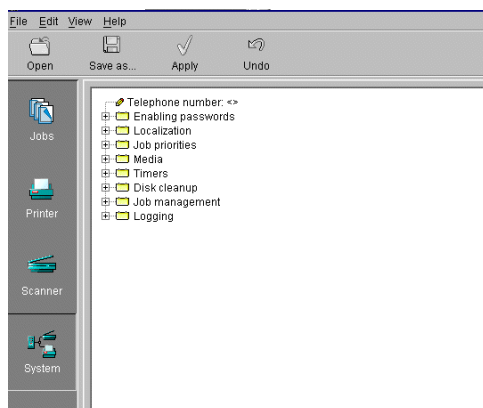 File Edit View Help
Open Save as... Apply Undo
Jobs
Printer
Scanner
System
Telephone number: <>
Enabling passwords
Localization
Job priorities
Media
Timers
Disk cleanup
Job management
Logging